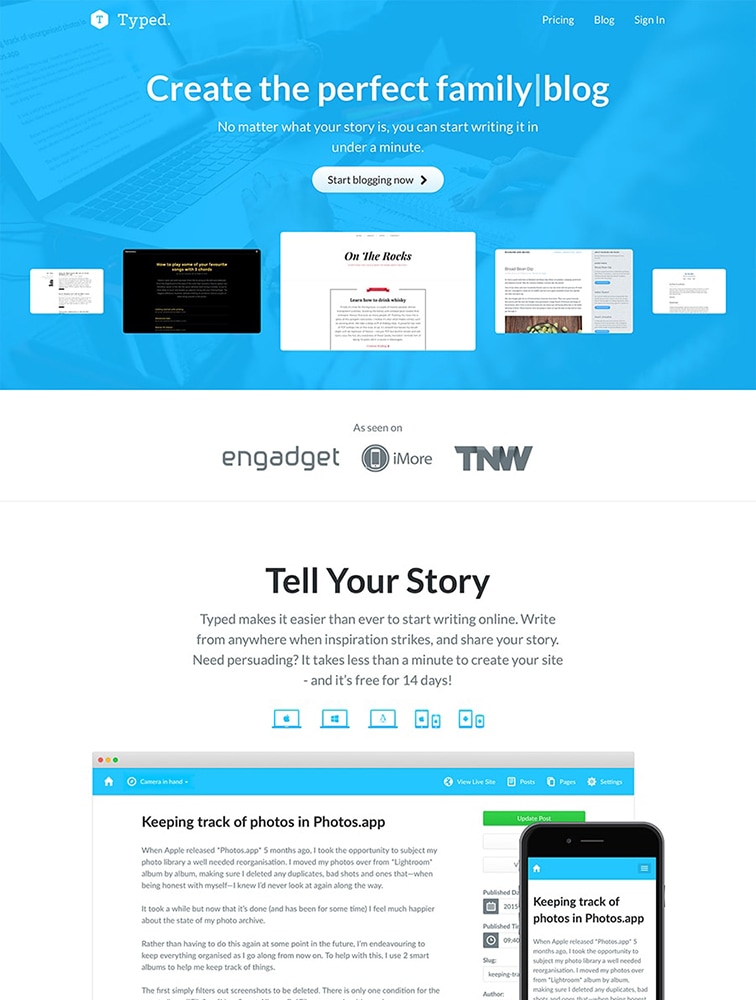 Typed.
Pricing
Blog
Sign In
Create the perfect family|blog
No matter what your story is, you can start writing it in
under a minute.
Start blogging now
How to play some of your favourite
songs with 3 chords
On The Rocks
Learn how to drink whisky
Broad Bean Dip
As seen on
engadget
iMore
TNW
Tell Your Story
Typed makes it easier than ever to start writing online. Write
from anywhere when inspiration strikes, and share your story.
Need persuading? It takes less than a minute to create your site
- and it's free for 14 days!
Camera in hand
View Live Site
Posts
Pages
Settings
Keeping track of photos in Photos.app
When Apple released "Photos.app" 5 months ago, I took the opportunity to subject my
photo library a well needed reorganisation. I moved my photos over from "Lightroom"
album by album, making sure I deleted any duplicates, bad shots and ones that—when
being honest with myself—I knew I'd never look at again along the way.
It took a while but now that it's done (and has been for some time) I feel much happier
about the state of my photo archive.
Rather than having to do this again at some point in the future, I'm endeavouring to
keep everything organised as I go along from now on. To help with this, I use 2 smart
albums to help me keep track of things.
The first simply filters out screenshots to be deleted. There is only one condition for the
Update Post
V
Published Da
2015
Published Ti
09:40
Slug:
keeping-tra
Author:
Keeping track of
photos in Photos.app
When Apple released "Photos.app" 5
months ago, I took the opportunity to
subject my photo library a well needed
reorganisation. I moved my photos over
from "Lightroom" album by album,
making sure I deleted any duplicates, bad
shots and ones that—when being honest